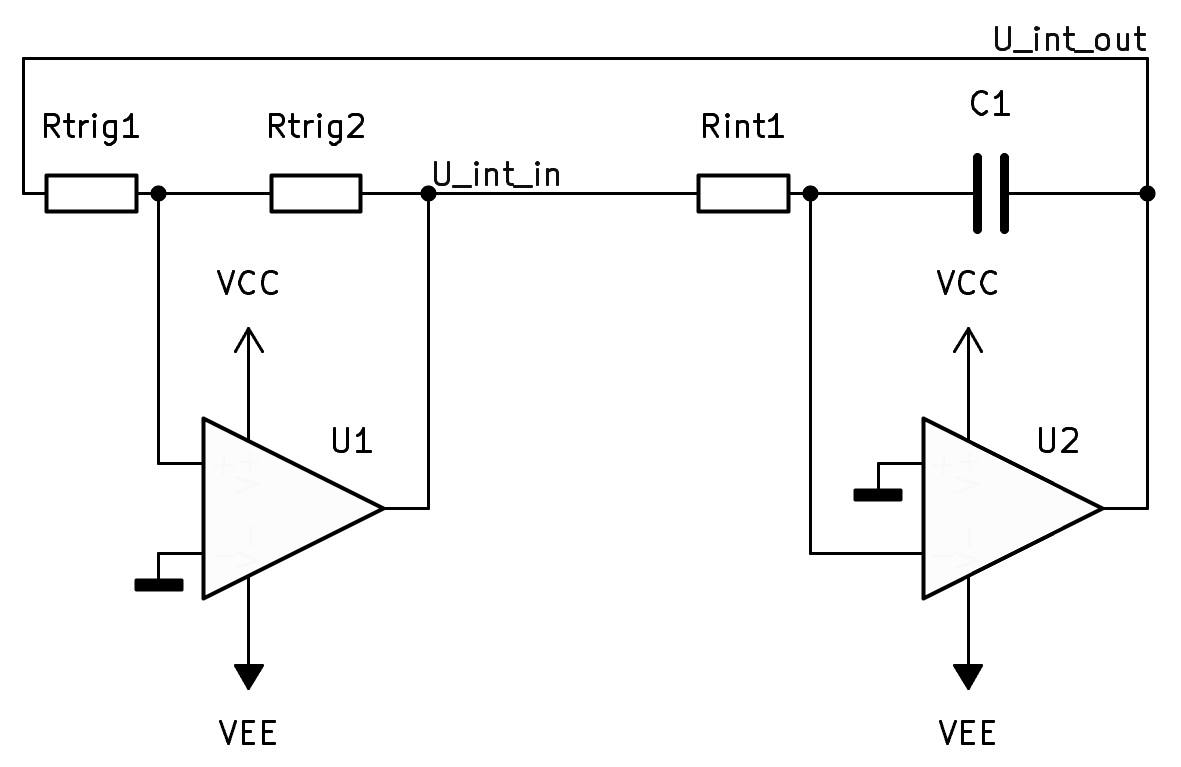 U_int_out
C1
Rtrig1
Rtrig2
Rint1
U_int_in
VCC
VCC
U1
U2
VEE
VEE